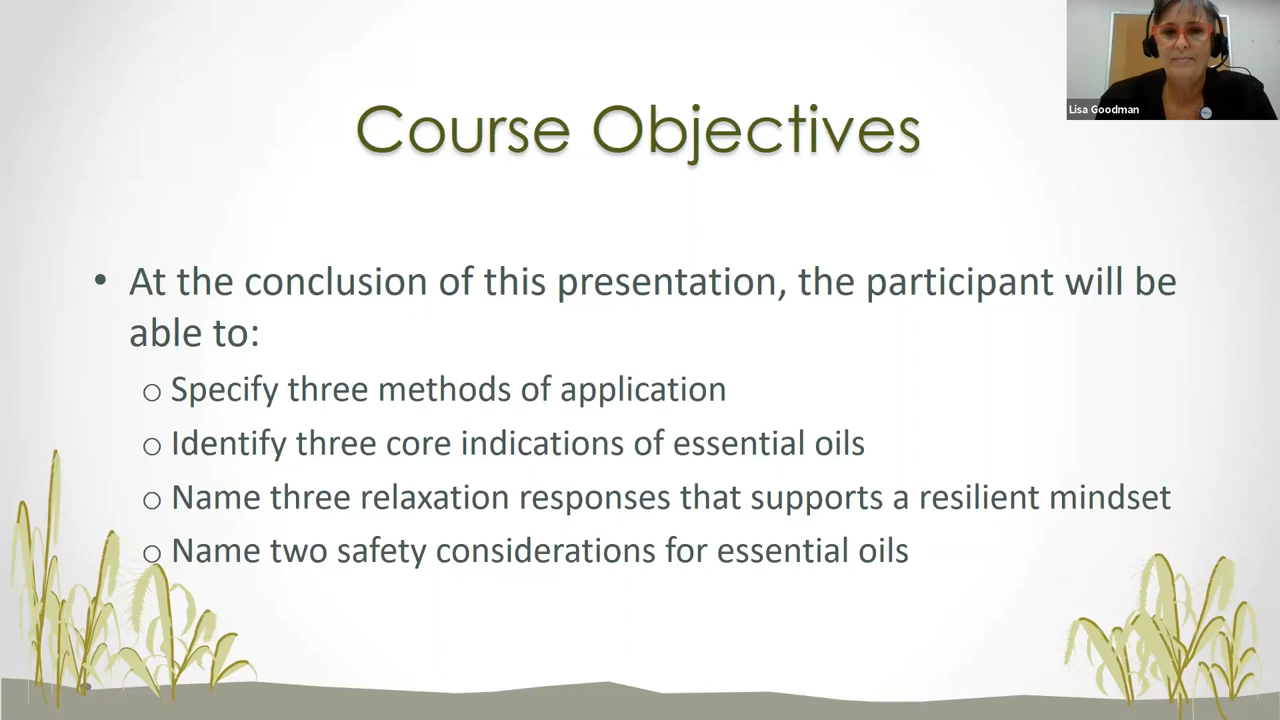 Lisa Goodman
Course Objectives
• At the conclusion of this presentation, the participant will be
able to:
o Specify three methods of application
o Identify three core indications of essential oils
o Name three relaxation responses that supports a resilient mindset
o Name two safety considerations for essential oils